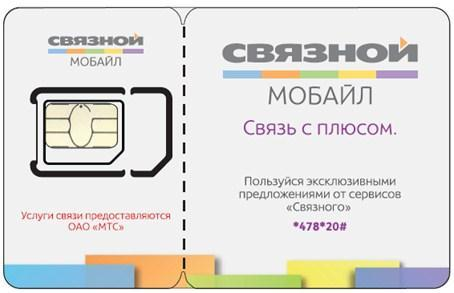 СВЯЗНОЙ
МОБАЙЛ
Услуги связи предоставляются
ОАО «МТС»
СВЯЗНОЙ
МОБАЙЛ
Связь с плюсом.
Пользуйся эксклюзивными
предложениями от сервисов
«Связного»
*478*20#